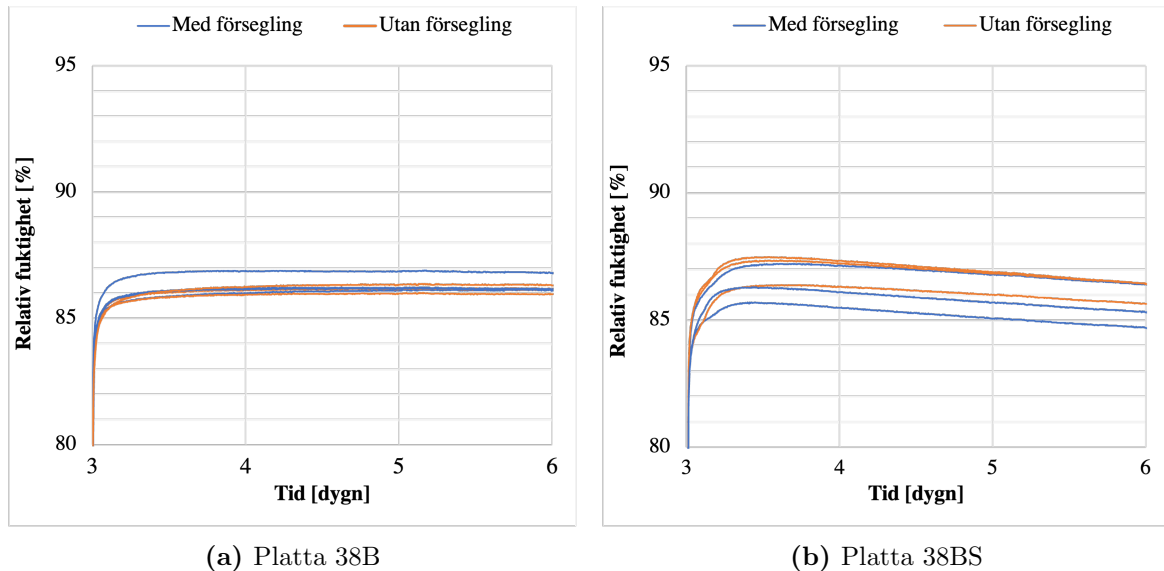 Med försegling Utan försegling
95
90
85
80
3 4 5 6
Relativ fuktighet [%]
Tid [dygn]
(a) Platta 38B
Med försegling Utan försegling
95
90
85
80
3 4 5 6
Relativ fuktighet [%]
Tid [dygn]
(b) Platta 38BS